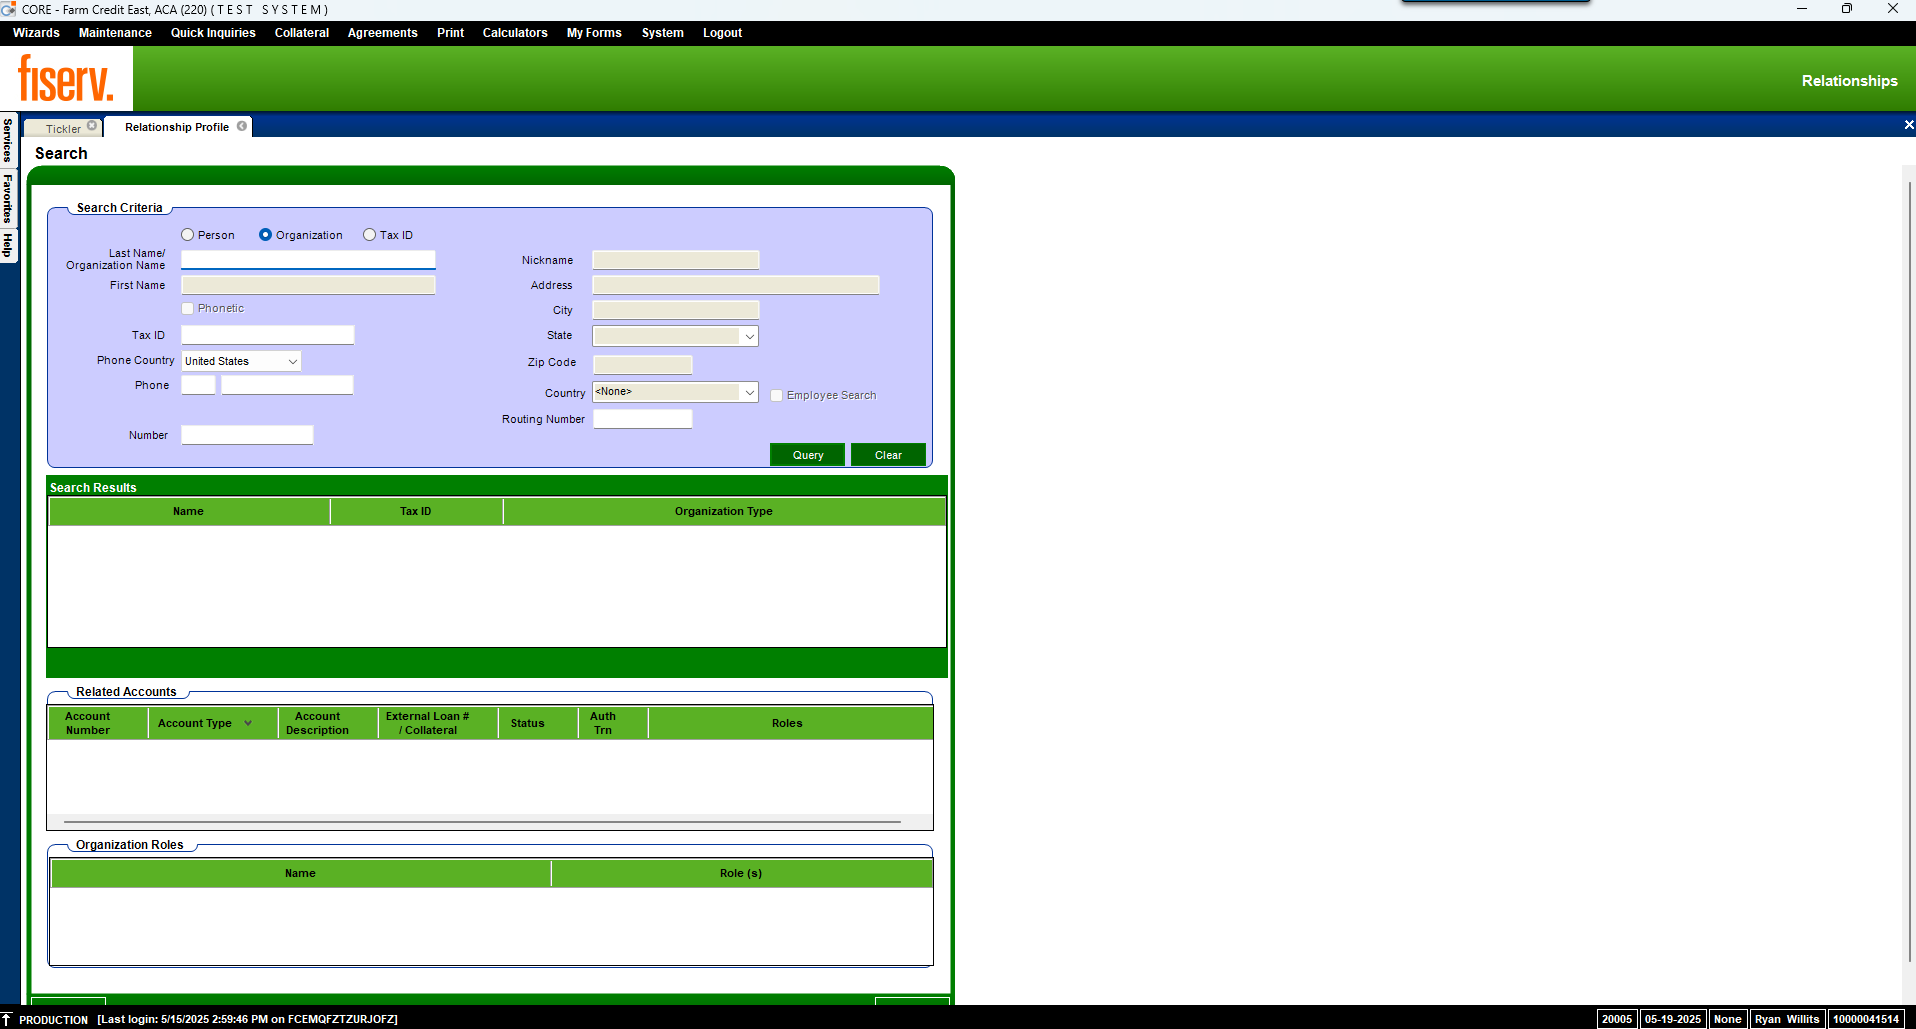 CORE - Farm Credit East, ACA (220) ( T E S T   S Y S T E M )
Wizards Maintenance Quick Inquiries Collateral Agreements Print Calculators My Forms System Logout
fiserv.
Relationships
Services
Favorites
Help
Tickler Relationship Profile
Search
Search Criteria
Person Organization Tax ID
Last Name/
Organization Name
First Name
Phonetic
Tax ID
Phone Country United States
Phone
Number
Nickname
Address
City
State
Zip Code
Country <None> Employee Search
Routing Number
Query Clear
Search Results
Name Tax ID Organization Type
Related Accounts
Account Number Account Type Account Description External Loan # / Collateral Status Auth Trn Roles
Organization Roles
Name Role (s)
PRODUCTION [Last login: 5/15/2025 2:59:46 PM on FCEMQFZTZURJOFZ] 20005 05-19-2025 None Ryan Willits 10000041514